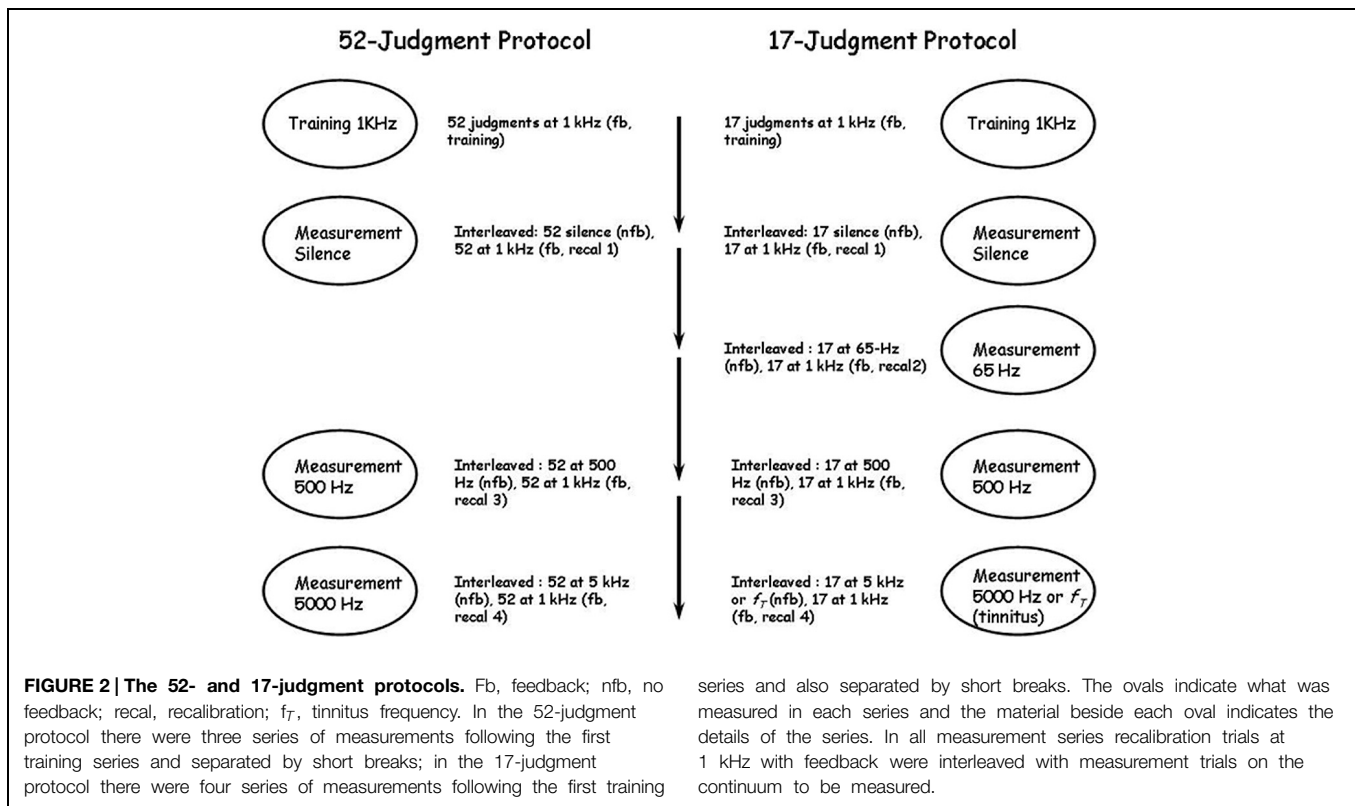 52-Judgment Protocol
17-Judgment Protocol
Training 1KHz
52 judgments at 1 kHz (fb,
training)
17 judgments at 1 kHz (fb,
training)
Training 1KHz
Measurement
Silence
Interleaved: 52 silence (nfb),
52 at 1 kHz (fb, recal 1)
Interleaved: 17 silence (nfb),
17 at 1 kHz (fb, recal 1)
Measurement
Silence
Interleaved : 17 at 65-Hz
(nfb), 17 at 1 kHz (fb, recal2)
Measurement
65 Hz
Measurement
500 Hz
Interleaved : 52 at 500
Hz (nfb), 52 at 1 kHz (fb,
recal 3)
Interleaved : 17 at 500
Hz (nfb), 17 at 1 kHz (fb,
recal 3)
Measurement
500 Hz
Measurement
5000 Hz
Interleaved : 52 at 5 kHz
(nfb), 52 at 1 kHz (fb,
recal 4)
Interleaved : 17 at 5 kHz
or fT (nfb), 17 at 1 kHz
(fb, recal 4)
Measurement
5000 Hz or fT
(tinnitus)
FIGURE 2 | The 52- and 17-judgment protocols. Fb, feedback; nfb, no
feedback; recal, recalibration; fT, tinnitus frequency. In the 52-judgment
protocol there were three series of measurements following the first
training series and separated by short breaks; in the 17-judgment
protocol there were four series of measurements following the first training
series and also separated by short breaks. The ovals indicate what was
measured in each series and the material beside each oval indicates the
details of the series. In all measurement series recalibration trials at
1 kHz with feedback were interleaved with measurement trials on the
continuum to be measured.